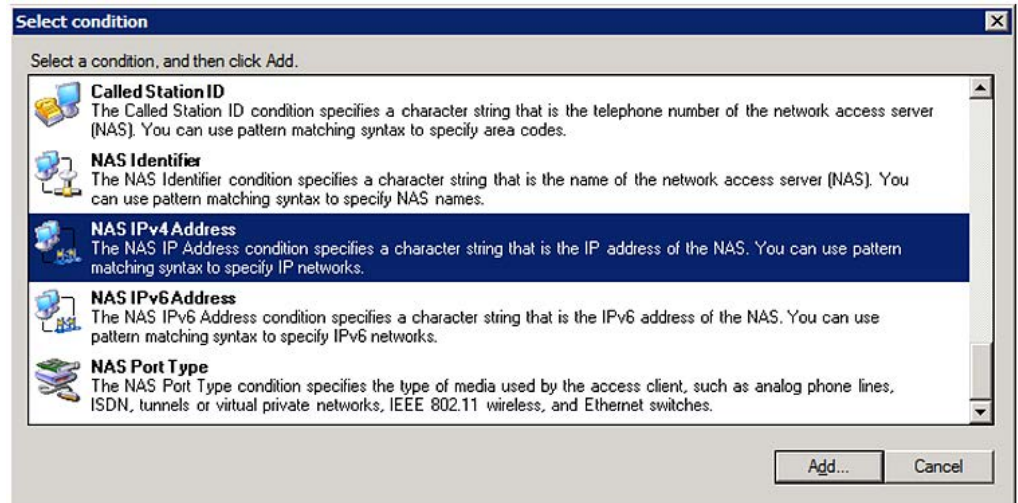 Select condition
Select a condition, and then click Add.
Called Station ID
The Called Station ID condition specifies a character string that is the telephone number of the network access server
(NAS). You can use pattern matching syntax to specify area codes.
NAS Identifier
The NAS Identifier condition specifies a character string that is the name of the network access server (NAS). You
can use pattern matching syntax to specify NAS names.
NAS IPv4 Address
The NAS IP Address condition specifies a character string that is the IP address of the NAS. You can use pattern
matching syntax to specify IP networks.
NAS IPv6 Address
The NAS IPv6 Address condition specifies a character string that is the IPv6 address of the NAS. You can use
pattern matching syntax to specify IPv6 networks.
NAS Port Type
The NAS Port Type condition specifies the type of media used by the access client, such as analog phone lines,
ISDN, tunnels or virtual private networks, IEEE 802.11 wireless, and Ethernet switches.
Add... Cancel